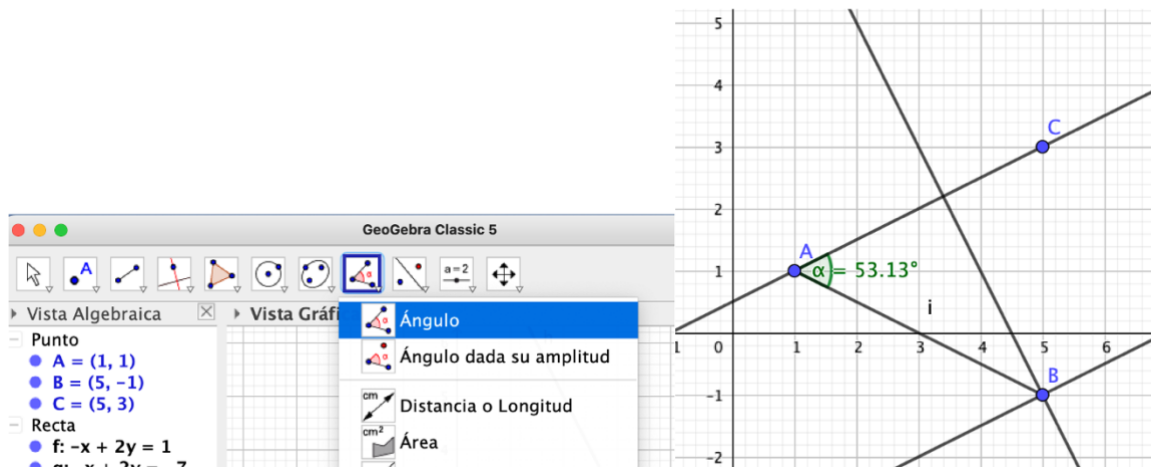 GeoGebra Classic 5
A
α
a=2
Vista Algebraica
Vista Gráfi
Punto
A = (1, 1)
B = (5, -1)
C = (5, 3)
Recta
f: -x + 2y = 1
Ángulo
Ángulo dada su amplitud
cm
Distancia o Longitud
cm²
Área
5
4
3
2
1
0
1
1
2
3
4
5
6
-1
-2
C
A
α = 53.13°
i
B